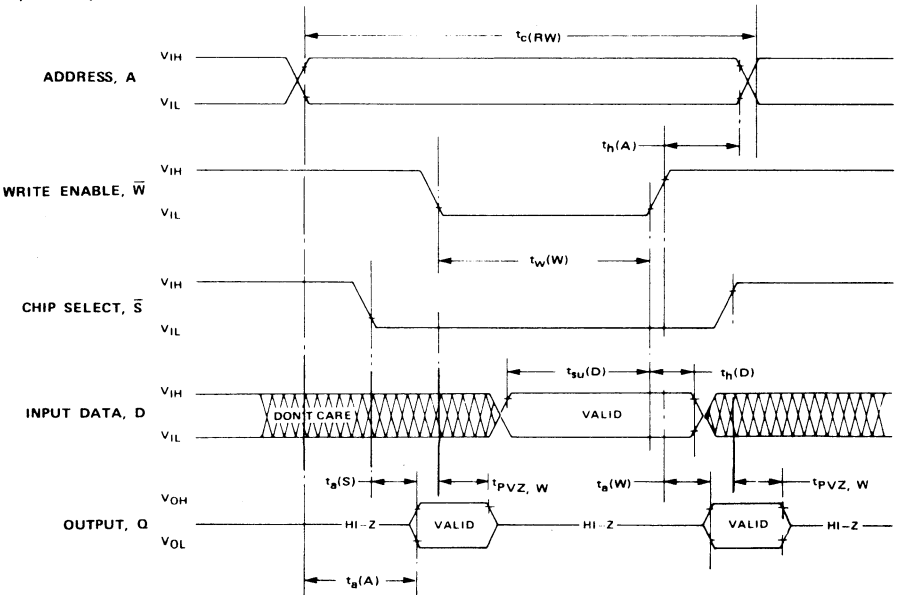 tc(RW)
VIH
ADDRESS, A
VIL
th(A)
VIH
WRITE ENABLE, W̅
VIL
tw(W)
VIH
CHIP SELECT, S̅
VIL
tsu(D) th(D)
VIH
INPUT DATA, D DON'T CARE VALID
VIL
ta(S) tPVZ, W ta(W) tPVZ, W
VOH
OUTPUT, Q HI-Z VALID HI-Z VALID HI-Z
VOL
ta(A)